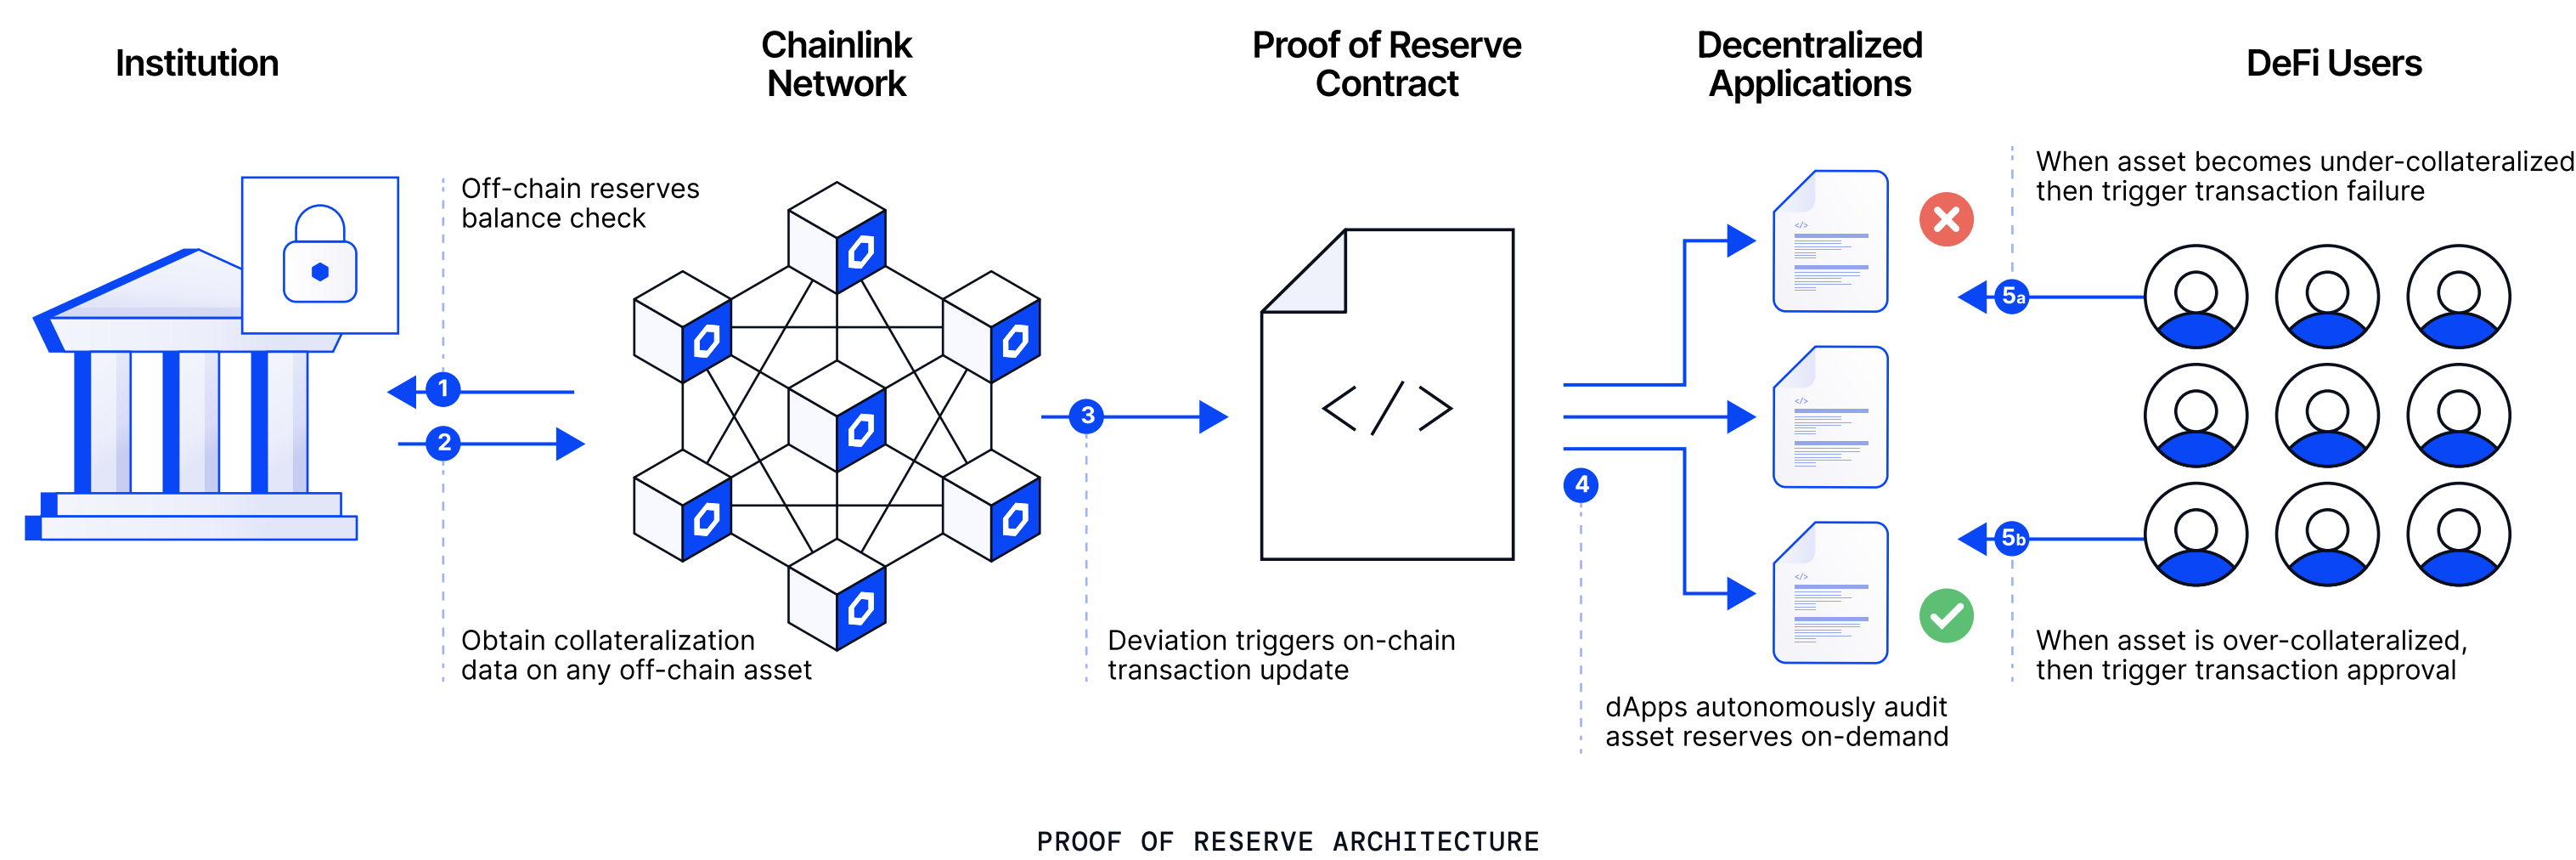 Institution
Chainlink
Network
Proof of Reserve
Contract
Decentralized
Applications
DeFi Users
Off-chain reserves
balance check
1
2
Obtain collateralization
data on any off-chain asset
3
Deviation triggers on-chain
transaction update
</>
4
dApps autonomously audit
asset reserves on-demand
</>
</>
</>
When asset becomes under-collateralized
then trigger transaction failure
5a
5b
When asset is over-collateralized,
then trigger transaction approval
PROOF OF RESERVE ARCHITECTURE